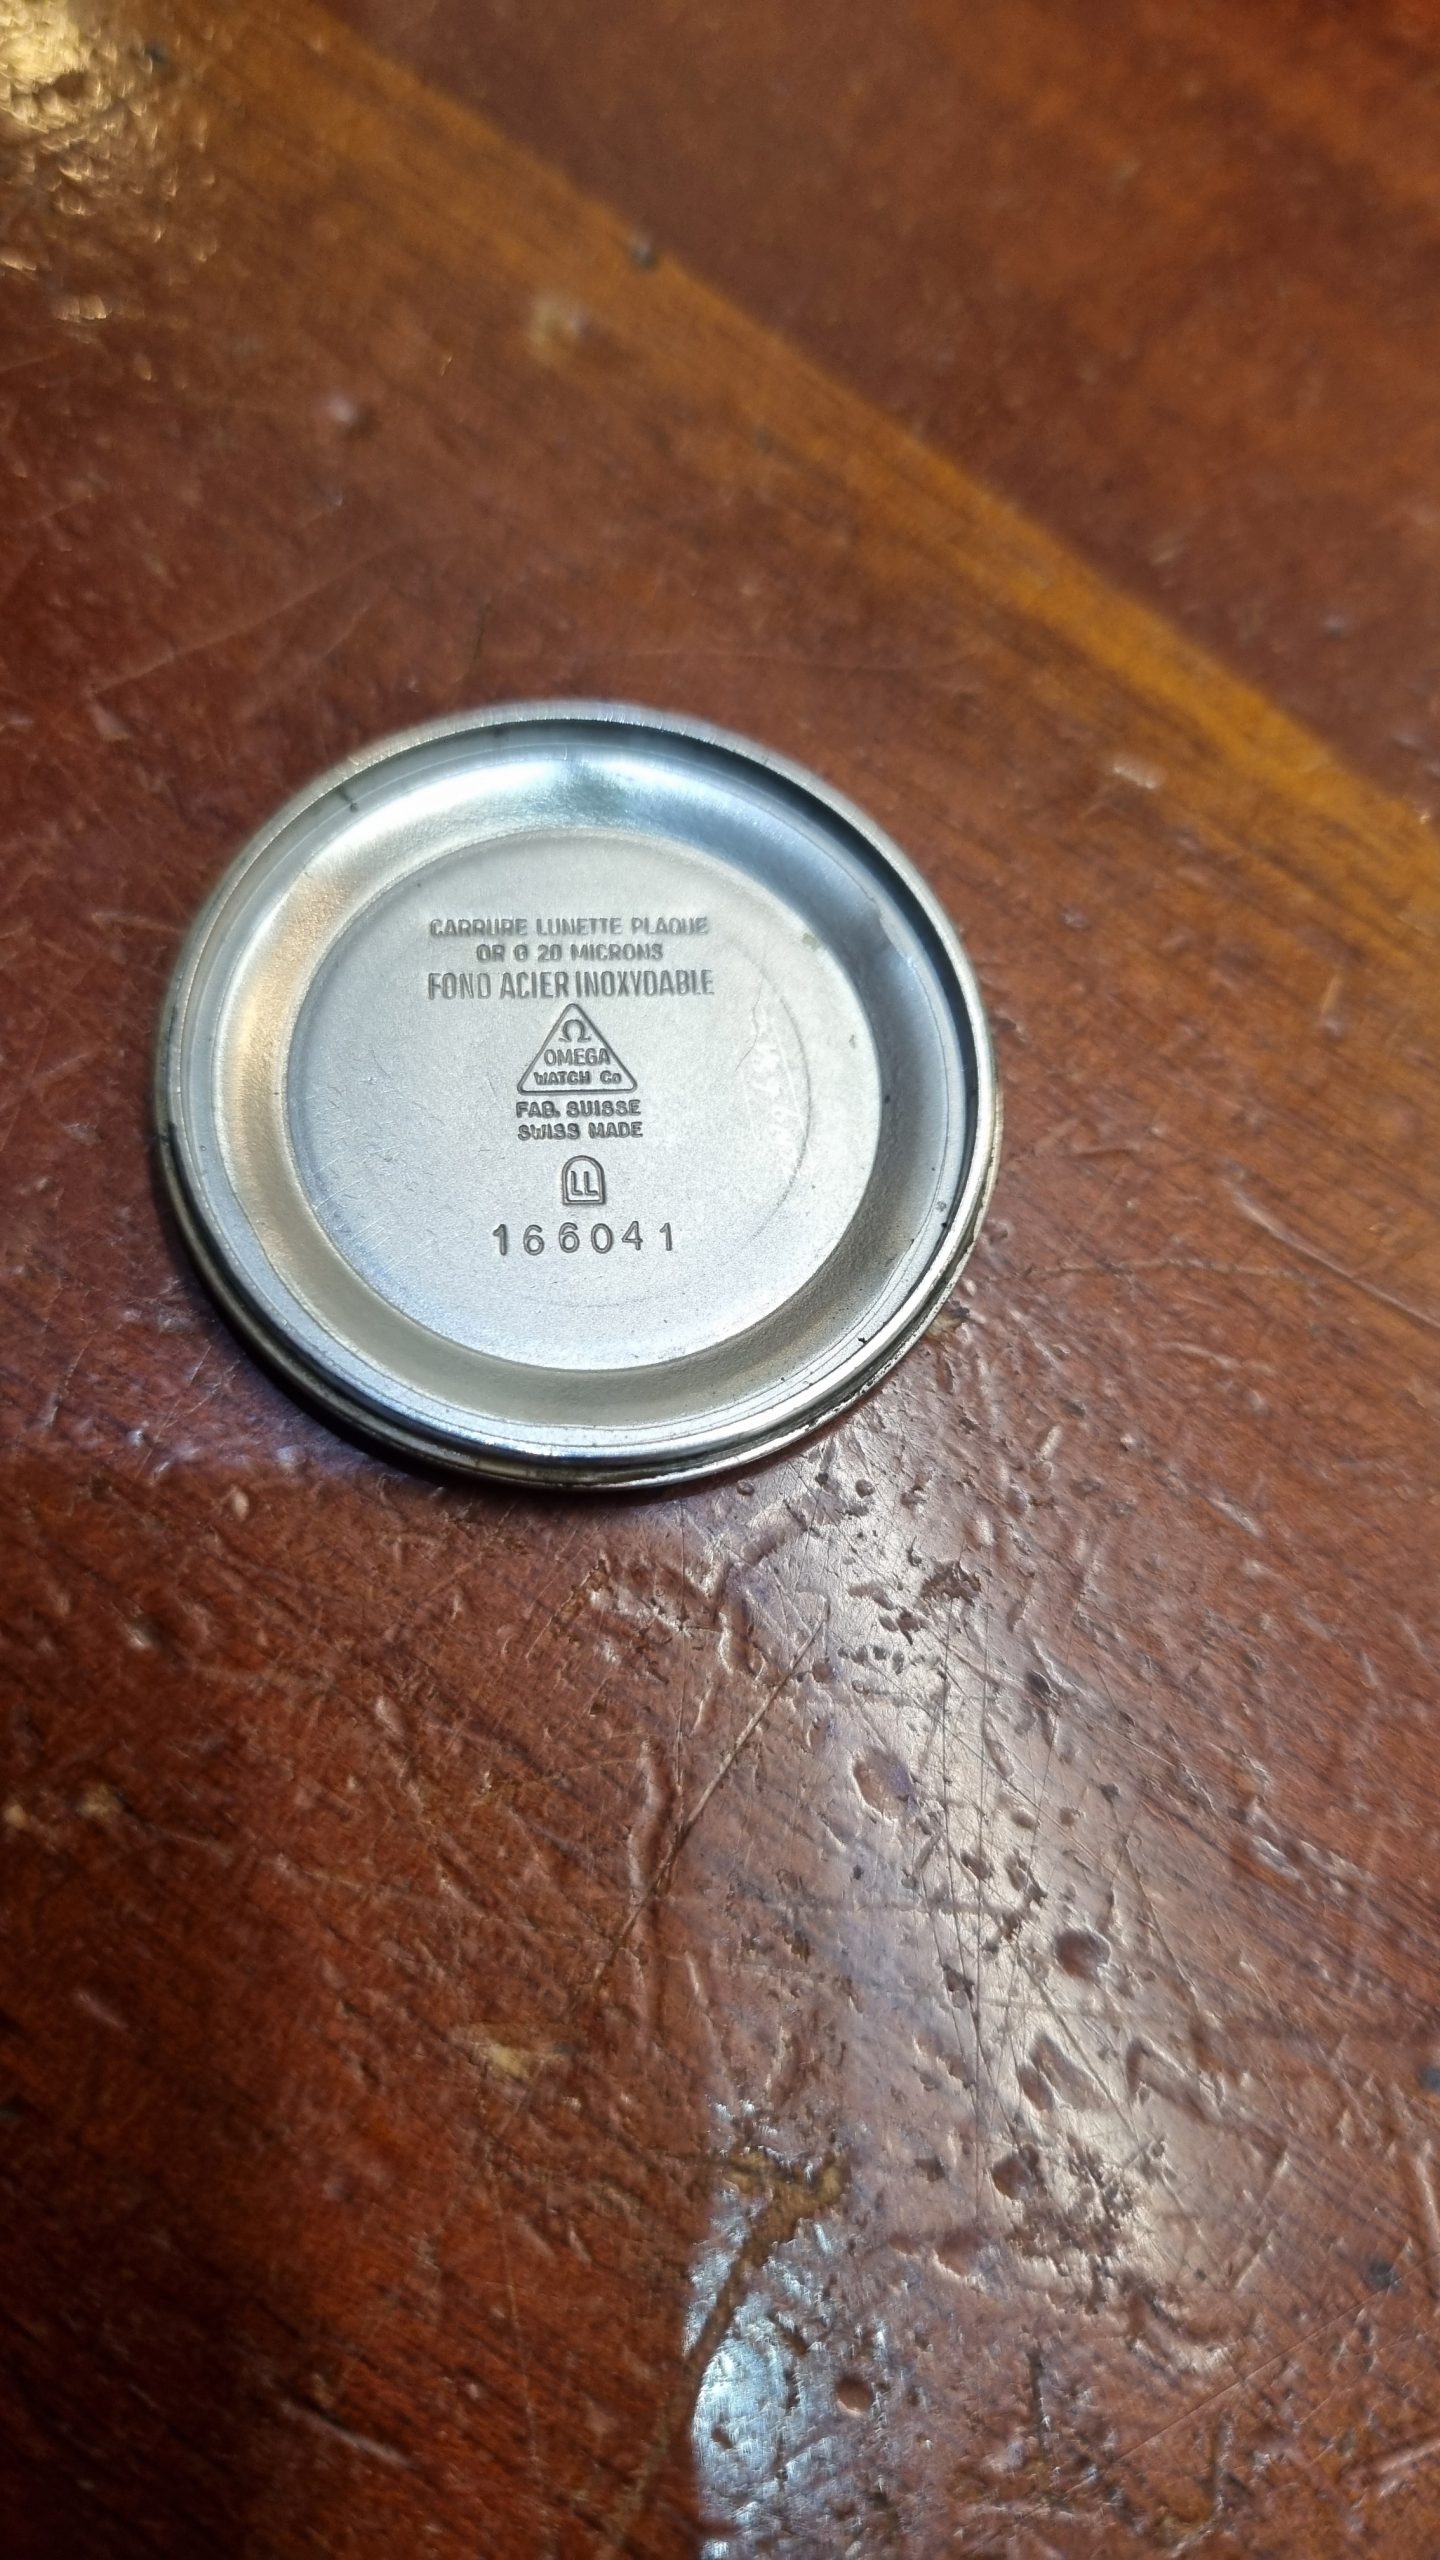 CARRURE LUNETTE PLAQUE
OR G 20 MICRONS
FOND ACIER INOXYDABLE
Ω
OMEGA
WATCH Co
FAB. SUISSE
SWISS MADE
LL
166041